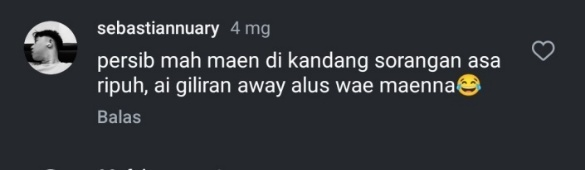 sebastiannuary 4 mg
persib mah maen di kandang sorangan asa
ripuh, ai giliran away alus wae maenna😂
Balas